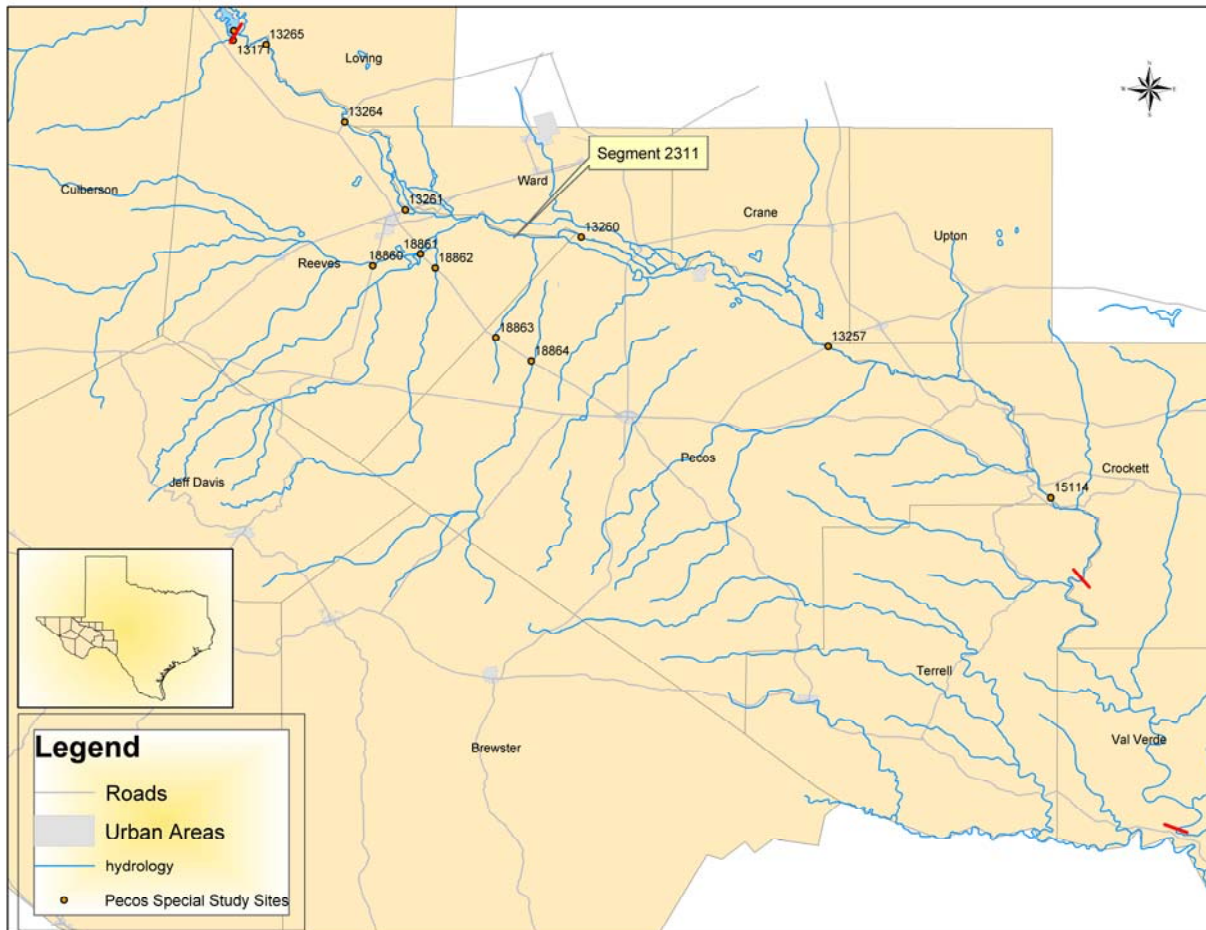 13265
13171
Loving
N
W
E
S
13264
Segment 2311
Culberson
Ward
13261
Crane
13260
Upton
18861
Reeves
18860
18862
18863
13257
18864
Pecos
Crockett
Jeff Davis
15114
Terrell
Val Verde
Brewster
Legend
Roads
Urban Areas
hydrology
Pecos Special Study Sites